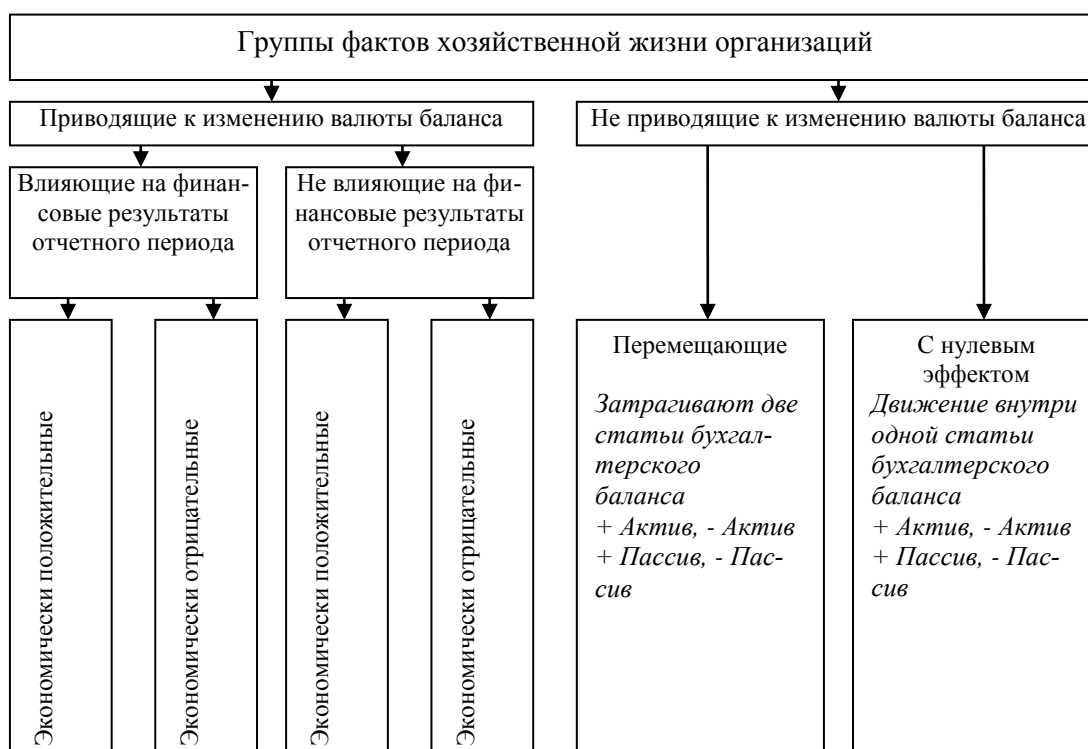 Группы фактов хозяйственной жизни организаций
Приводящие к изменению валюты баланса
Не приводящие к изменению валюты баланса
Влияющие на финан-
совые результаты
отчетного периода
Не влияющие на фи-
нансовые результаты
отчетного периода
Экономически положительные
Экономически отрицательные
Экономически положительные
Экономически отрицательные
Перемещающие
Затрагивают две
статьи бухгал-
терского
баланса
+ Актив, - Актив
+ Пассив, - Пас-
сив
С нулевым
эффектом
Движение внутри
одной статьи
бухгалтерского
баланса
+ Актив, - Актив
+ Пассив, - Пас-
сив